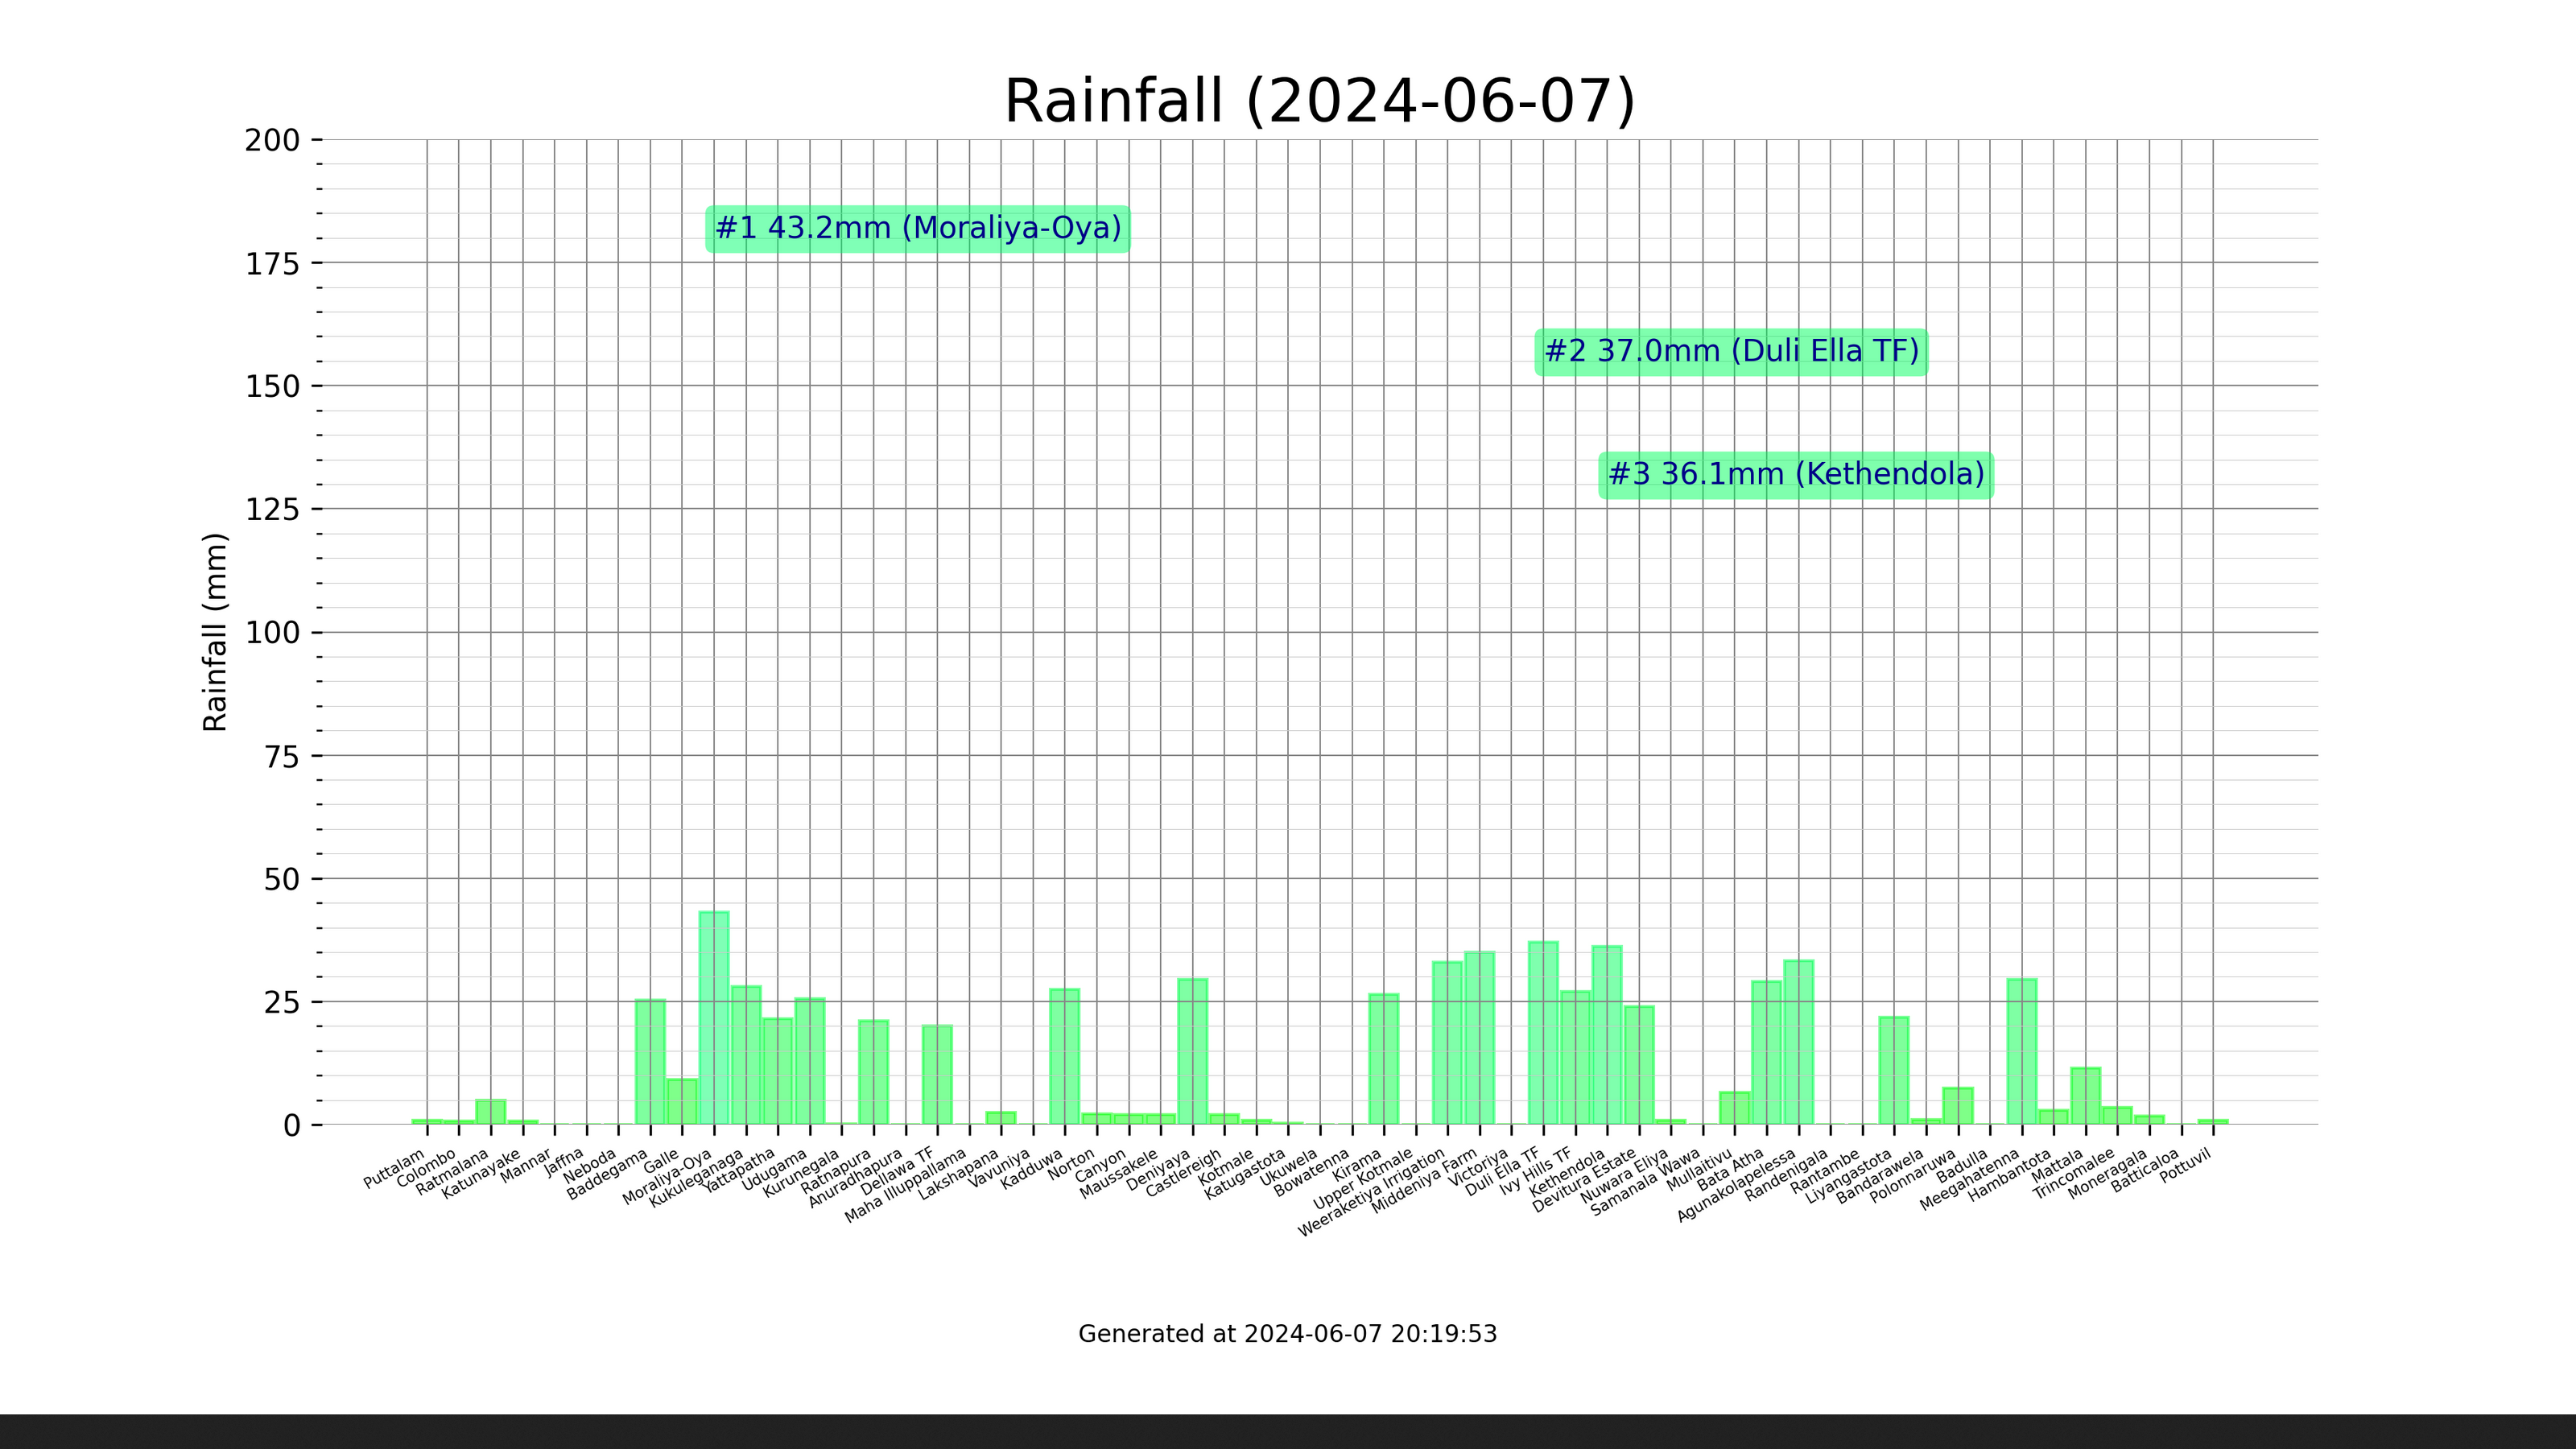 Rainfall (2024-06-07)
200
175
150
125
100
75
50
25
0
Rainfall (mm)
#1 43.2mm (Moraliya-Oya)
#2 37.0mm (Duli Ella TF)
#3 36.1mm (Kethendola)
Puttalam
Colombo
Ratmalana
Katunayake
Mannar
Jaffna
Neboda
Baddegama
Galle
Moraliya-Oya
Kukuleganaga
Yattapatha
Udugama
Kurunegala
Ratnapura
Anuradhapura
Dellawa TF
Maha Illuppallama
Lakshapana
Vavuniya
Kadduwa
Norton
Canyon
Maussakele
Deniyaya
Castlereigh
Kotmale
Katugastota
Ukuwela
Bowatenna
Kirama
Upper Kotmale
Weeraketiya Irrigation
Middeniya Farm
Victoriya
Duli Ella TF
Ivy Hills TF
Kethendola
Devitura Estate
Nuwara Eliya
Samanala Wawa
Mullaitivu
Bata Atha
Agunakolapelessa
Randenigala
Rantambe
Liyangastota
Bandarawela
Polonnaruwa
Badulla
Meegahatenna
Hambantota
Mattala
Trincomalee
Moneragala
Batticaloa
Pottuvil
Generated at 2024-06-07 20:19:53